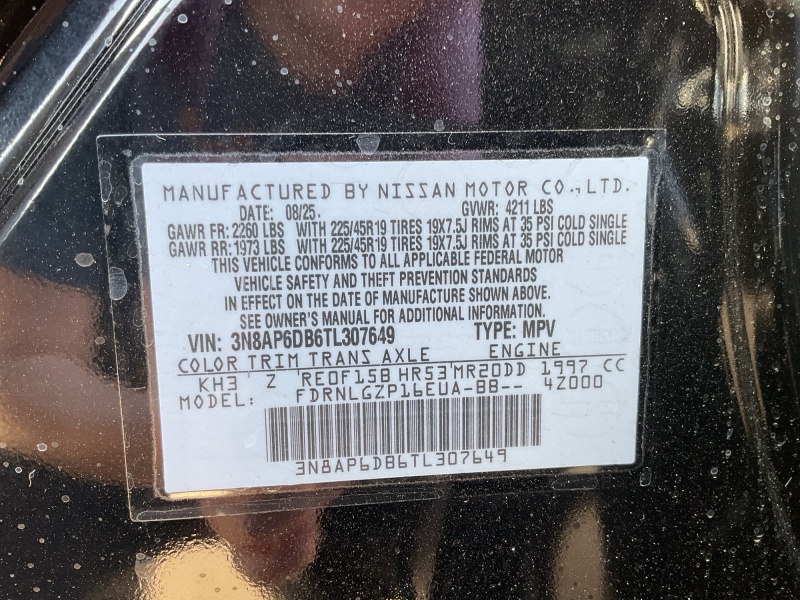 MANUFACTURED BY NISSAN MOTOR CO., LTD.
DATE: 08/25. GVWR: 4211 LBS
GAWR FR: 2260 LBS WITH 225/45R19 TIRES 19X7.5J RIMS AT 35 PSI COLD SINGLE
GAWR RR: 1973 LBS WITH 225/45R19 TIRES 19X7.5J RIMS AT 35 PSI COLD SINGLE
THIS VEHICLE CONFORMS TO ALL APPLICABLE FEDERAL MOTOR
VEHICLE SAFETY AND THEFT PREVENTION STANDARDS
IN EFFECT ON THE DATE OF MANUFACTURE SHOWN ABOVE.
SEE OWNER'S MANUAL FOR ADDITIONAL INFORMATION.
VIN: 3N8AP6DB6TL307649 TYPE: MPV
COLOR TRIM TRANS AXLE ENGINE
KH3 Z RE0F15B HR53 MR20DD 1997 CC
MODEL: FDRNLGZP16EUA-BB-- 4Z000
3N8AP6DB6TL307649